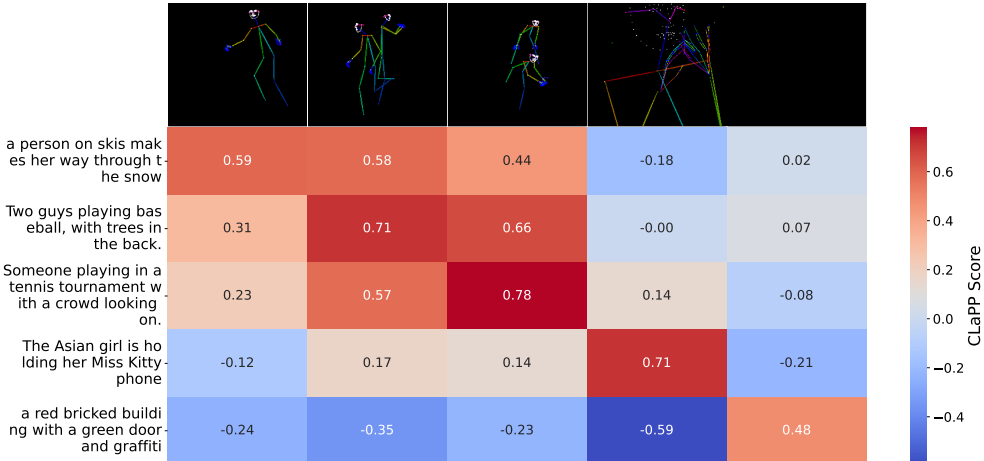 a person on skis mak
es her way through t
he snow
0.59 0.58 0.44 -0.18 0.02
Two guys playing bas
eball, with trees in
the back.
0.31 0.71 0.66 -0.00 0.07
Someone playing in a
tennis tournament w
ith a crowd looking
on.
0.23 0.57 0.78 0.14 -0.08
The Asian girl is ho
lding her Miss Kitty
phone
-0.12 0.17 0.14 0.71 -0.21
a red bricked buildi
ng with a green door
and graffiti
-0.24 -0.35 -0.23 -0.59 0.48
0.6
0.4
0.2
0.0
−0.2
−0.4
CLaPP Score